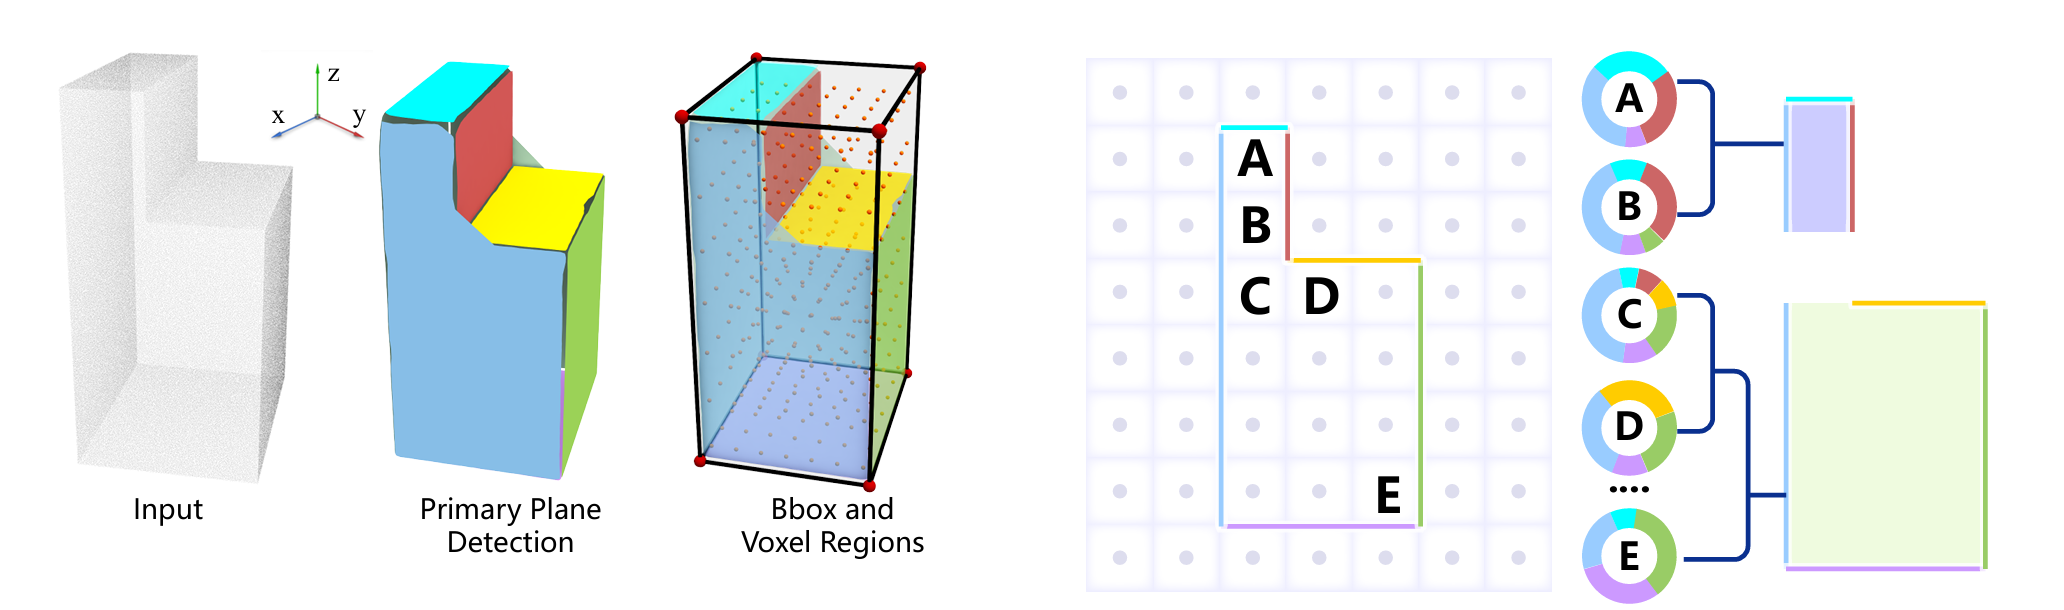 z
x
y
Input
Primary Plane
Detection
Bbox and
Voxel Regions
A
B
C D
E
A
B
C
D
....
E